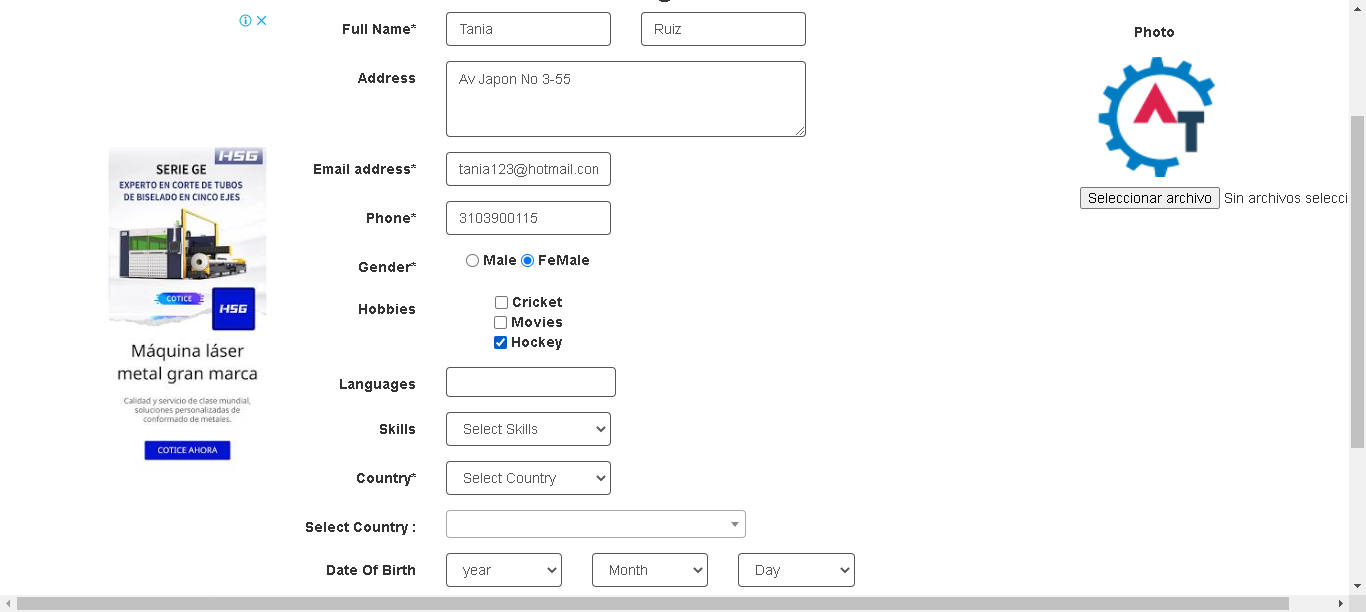 Full Name*
Tania
Ruiz
Photo
Address
Av Japon No 3-55
AT
Seleccionar archivo Sin archivos selecci
Email address*
tania123@hotmail.con
Phone*
3103900115
Gender*
Male FeMale
Hobbies
Cricket
Movies
Hockey
Languages
Skills
Select Skills
Country*
Select Country
Select Country :
Date Of Birth
year
Month
Day
HSG
SERIE GE
EXPERTO EN CORTE DE TUBOS
DE BISELADO EN CINCO EJES
COTICE
HSG
Máquina láser
metal gran marca
Calidad y servicio de clase mundial,
soluciones personalizadas de
conformado de metales.
COTICE AHORA